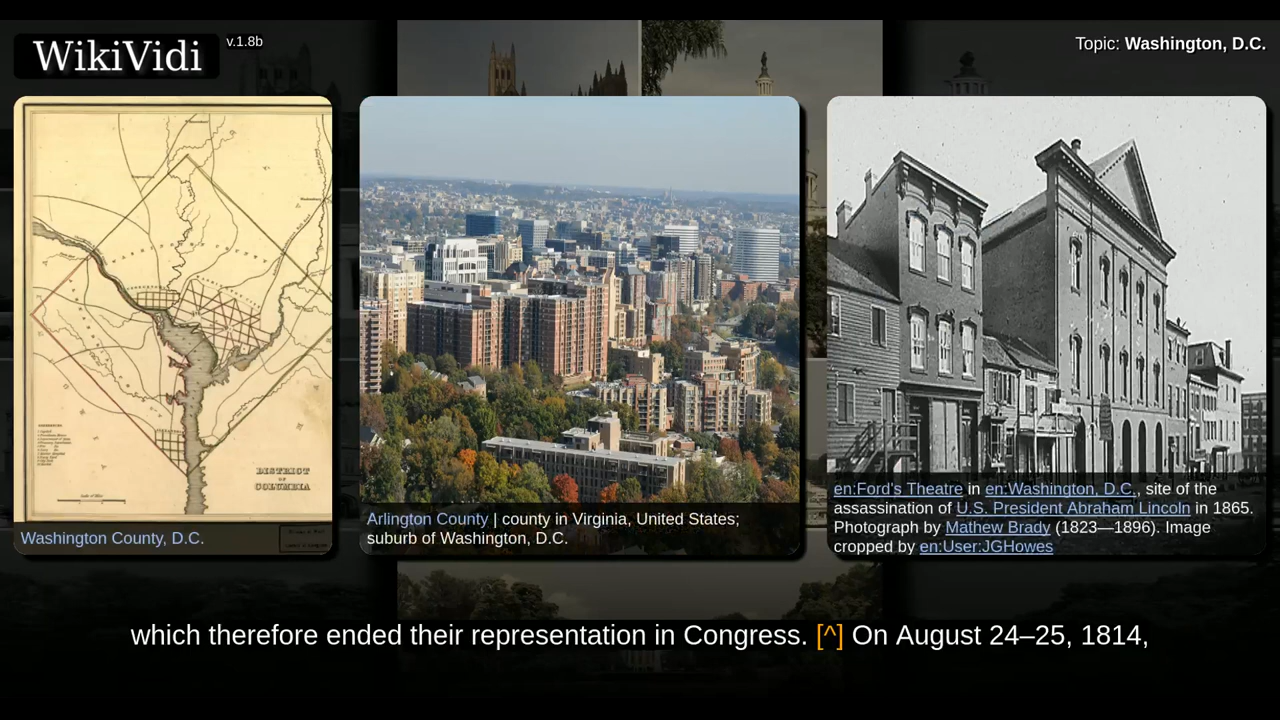 WikiVidi
v.1.8b
Topic: Washington, D.C.
DISTRICT
OF
COLUMBIA
Washington County, D.C.
Arlington County | county in Virginia, United States;
suburb of Washington, D.C.
en:Ford's Theatre in en:Washington, D.C., site of the
assassination of U.S. President Abraham Lincoln in 1865.
Photograph by Mathew Brady (1823—1896). Image
cropped by en:User:JGHowes
which therefore ended their representation in Congress. [^] On August 24–25, 1814,